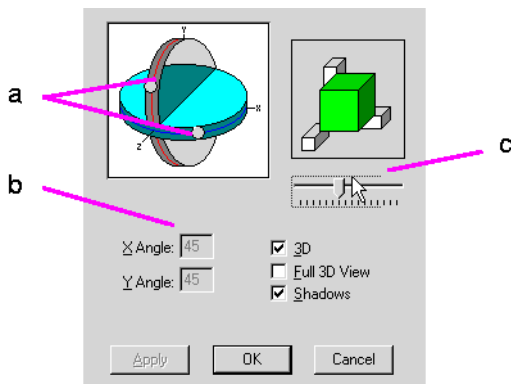 Y
a
X
c
Z
b
X Angle: 45
3D
Full 3D View
Y Angle: 45
Shadows
Apply OK Cancel